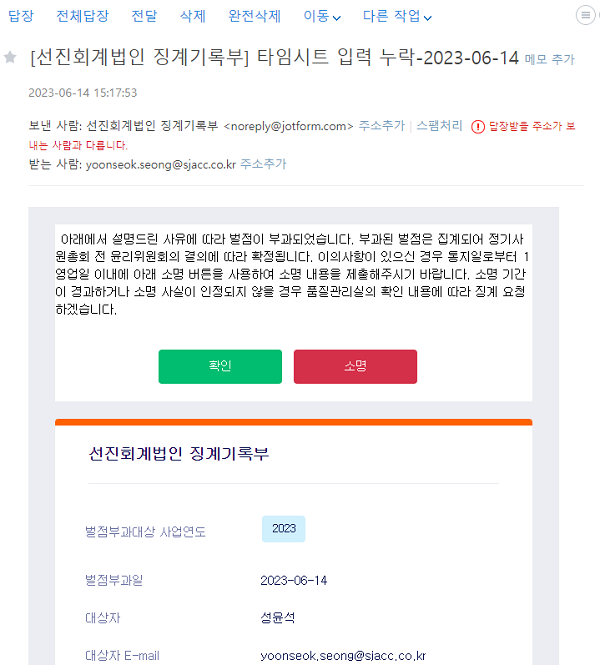 답장 전체답장 전달 삭제 완전삭제 이동 다른 작업
[선진회계법인 징계기록부] 타임시트 입력 누락-2023-06-14 메모 추가
2023-06-14 15:17:53
보낸 사람: 선진회계법인 징계기록부 <noreply@jotform.com> 주소추가 | 스팸처리 답장받을 주소가 보
내는 사람과 다릅니다.
받는 사람: yoonseok.seong@sjacc.co.kr 주소추가
아래에서 설명드린 사유에 따라 벌점이 부과되었습니다. 부과된 벌점은 집계되어 정기사
원총회 전 윤리위원회의 결의에 따라 확정됩니다. 이의사항이 있으신 경우 통지일로부터 1
영업일 이내에 아래 소명 버튼을 사용하여 소명 내용을 제출해주시기 바랍니다. 소명 기간
이 경과하거나 소명 사실이 인정되지 않을 경우 품질관리실의 확인 내용에 따라 징계 요청
하겠습니다.
확인 소명
선진회계법인 징계기록부
벌점부과대상 사업연도 2023
벌점부과일 2023-06-14
대상자 성윤석
대상자 E-mail yoonseok.seong@sjacc.co.kr